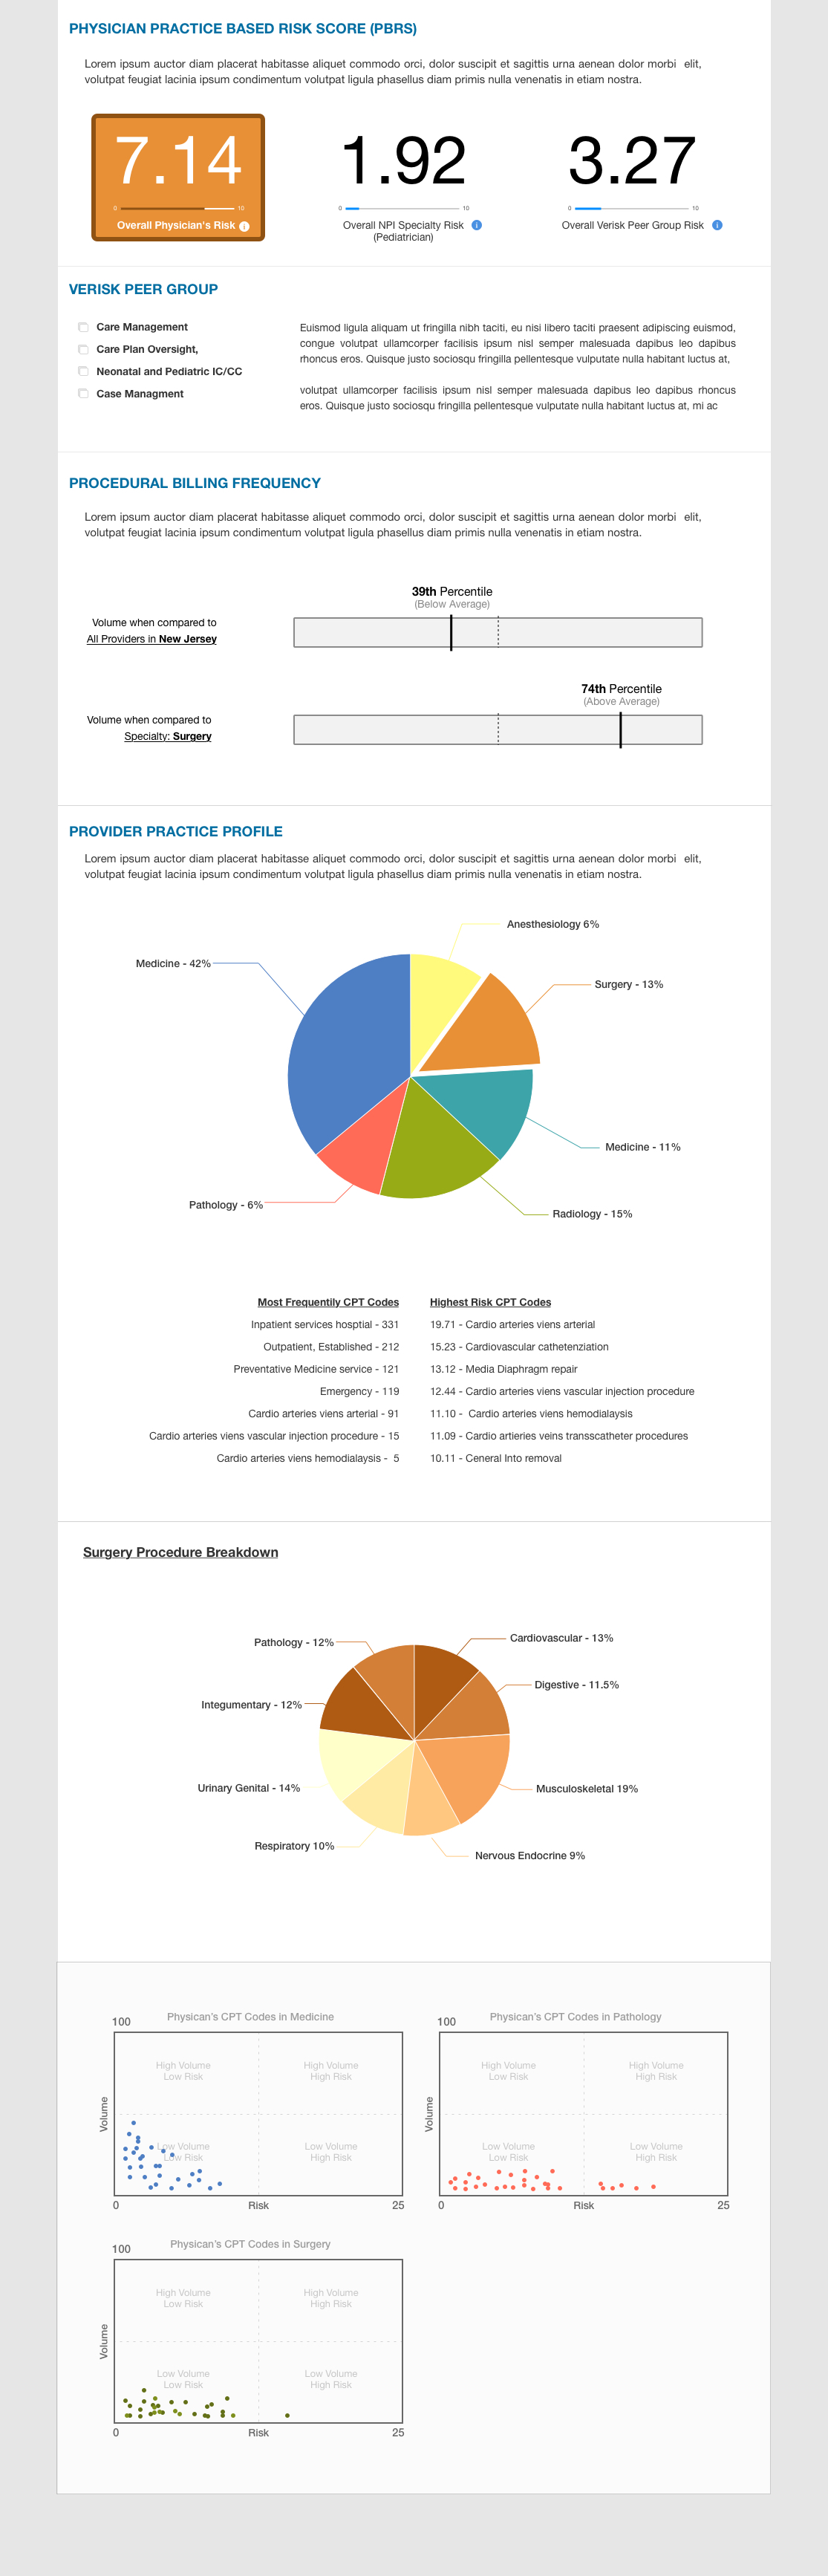 PHYSICIAN PRACTICE BASED RISK SCORE (PBRS)
Lorem ipsum auctor diam placerat habitasse aliquet commodo orci, dolor suscipit et sagittis urna aenean dolor morbi elit,
volutpat feugiat lacinia ipsum condimentum volutpat ligula phasellus diam primis nulla venenatis in etiam nostra.
7.14
0 10
Overall Physician's Risk i
1.92
0 10
Overall NPI Specialty Risk i
(Pediatrician)
3.27
0 10
Overall Verisk Peer Group Risk i
VERISK PEER GROUP
Care Management
Care Plan Oversight,
Neonatal and Pediatric IC/CC
Case Managment
Euismod ligula aliquam ut fringilla nibh taciti, eu nisi libero taciti praesent adipiscing euismod,
congue volutpat ullamcorper facilisis ipsum nisl semper malesuada dapibus leo dapibus
rhoncus eros. Quisque justo sociosqu fringilla pellentesque vulputate nulla habitant luctus at,
volutpat ullamcorper facilisis ipsum nisl semper malesuada dapibus leo dapibus rhoncus
eros. Quisque justo sociosqu fringilla pellentesque vulputate nulla habitant luctus at, mi ac
PROCEDURAL BILLING FREQUENCY
Lorem ipsum auctor diam placerat habitasse aliquet commodo orci, dolor suscipit et sagittis urna aenean dolor morbi elit,
volutpat feugiat lacinia ipsum condimentum volutpat ligula phasellus diam primis nulla venenatis in etiam nostra.
39th Percentile
(Below Average)
Volume when compared to
All Providers in New Jersey
74th Percentile
(Above Average)
Volume when compared to
Specialty: Surgery
PROVIDER PRACTICE PROFILE
Lorem ipsum auctor diam placerat habitasse aliquet commodo orci, dolor suscipit et sagittis urna aenean dolor morbi elit,
volutpat feugiat lacinia ipsum condimentum volutpat ligula phasellus diam primis nulla venenatis in etiam nostra.
Anesthesiology 6%
Medicine - 42%
Surgery - 13%
Medicine - 11%
Pathology - 6%
Radiology - 15%
Most Frequentily CPT Codes
Inpatient services hosptial - 331
Outpatient, Established - 212
Preventative Medicine service - 121
Emergency - 119
Cardio arteries viens arterial - 91
Cardio arteries viens vascular injection procedure - 15
Cardio arteries viens hemodialaysis - 5
Highest Risk CPT Codes
19.71 - Cardio arteries viens arterial
15.23 - Cardiovascular cathetenziation
13.12 - Media Diaphragm repair
12.44 - Cardio arteries viens vascular injection procedure
11.10 - Cardio arteries viens hemodialaysis
11.09 - Cardio artieries veins transscatheter procedures
10.11 - Ceneral Into removal
Surgery Procedure Breakdown
Pathology - 12%
Cardiovascular - 13%
Digestive - 11.5%
Integumentary - 12%
Urinary Genital - 14%
Musculoskeletal 19%
Respiratory 10%
Nervous Endocrine 9%
Physican's CPT Codes in Medicine
100
High Volume
Low Risk
High Volume
High Risk
Volume
Low Volume
Low Risk
Low Volume
High Risk
0 Risk 25
Physican's CPT Codes in Pathology
100
High Volume
Low Risk
High Volume
High Risk
Volume
Low Volume
Low Risk
Low Volume
High Risk
0 Risk 25
Physican's CPT Codes in Surgery
100
High Volume
Low Risk
High Volume
High Risk
Volume
Low Volume
Low Risk
Low Volume
High Risk
0 Risk 25